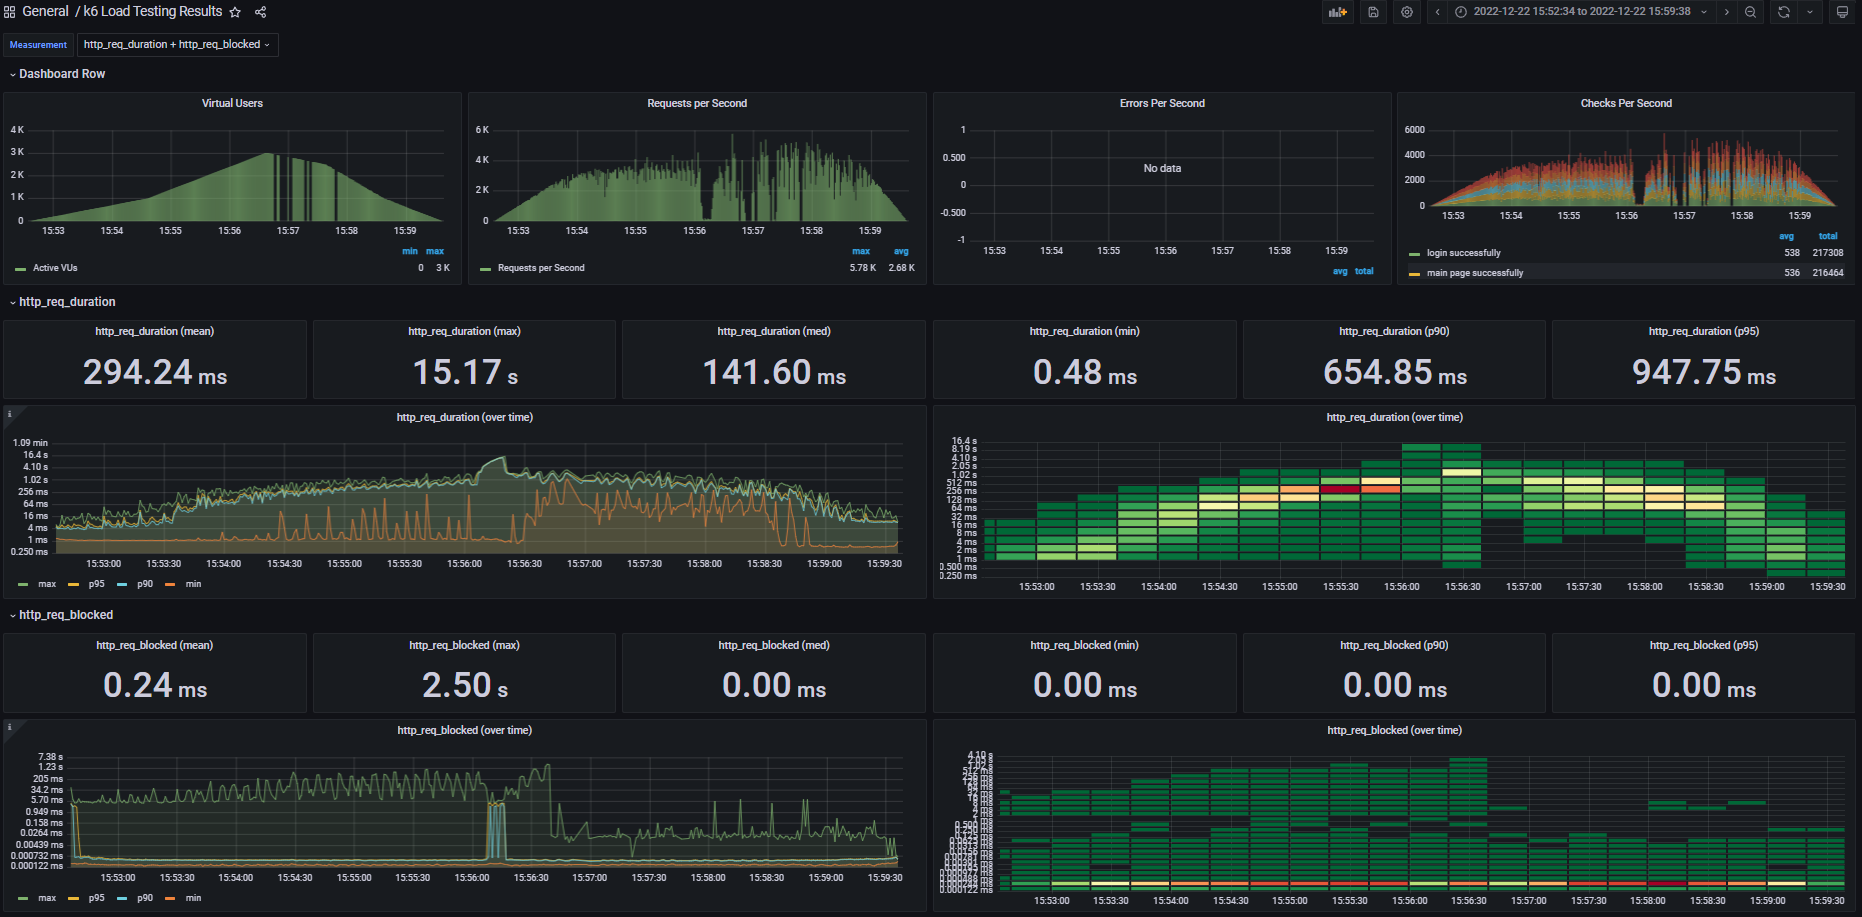 General / k6 Load Testing Results
2022-12-22 15:52:34 to 2022-12-22 15:59:38
Measurement http_req_duration + http_req_blocked
Dashboard Row
Virtual Users
4 K
3 K
2 K
1 K
0
15:53 15:54 15:55 15:56 15:57 15:58 15:59
min max
Active VUs 0 3 K
Requests per Second
6 K
4 K
2 K
0
15:53 15:54 15:55 15:56 15:57 15:58 15:59
max avg
Requests per Second 5.78 K 2.68 K
Errors Per Second
1
0.500
0
-0.500
-1
No data
15:53 15:54 15:55 15:56 15:57 15:58 15:59
avg total
Checks Per Second
6000
4000
2000
0
15:53 15:54 15:55 15:56 15:57 15:58 15:59
avg total
login successfully 538 217308
main page successfully 536 216464
http_req_duration
http_req_duration (mean)
294.24 ms
http_req_duration (max)
15.17 s
http_req_duration (med)
141.60 ms
http_req_duration (min)
0.48 ms
http_req_duration (p90)
654.85 ms
http_req_duration (p95)
947.75 ms
http_req_duration (over time)
1.09 min
16.4 s
4.10 s
1.02 s
256 ms
64 ms
16 ms
4 ms
1 ms
0.250 ms
15:53:00 15:53:30 15:54:00 15:54:30 15:55:00 15:55:30 15:56:00 15:56:30 15:57:00 15:57:30 15:58:00 15:58:30 15:59:00 15:59:30
max p95 p90 min
http_req_duration (over time)
16.4 s
8.19 s
4.10 s
2.05 s
1.02 s
512 ms
256 ms
128 ms
64 ms
32 ms
16 ms
8 ms
4 ms
2 ms
1 ms
0.500 ms
0.250 ms
15:53:00 15:53:30 15:54:00 15:54:30 15:55:00 15:55:30 15:56:00 15:56:30 15:57:00 15:57:30 15:58:00 15:58:30 15:59:00 15:59:30
http_req_blocked
http_req_blocked (mean)
0.24 ms
http_req_blocked (max)
2.50 s
http_req_blocked (med)
0.00 ms
http_req_blocked (min)
0.00 ms
http_req_blocked (p90)
0.00 ms
http_req_blocked (p95)
0.00 ms
http_req_blocked (over time)
7.38 s
1.23 s
205 ms
34.2 ms
5.70 ms
0.949 ms
0.158 ms
0.0264 ms
0.00439 ms
0.000732 ms
0.000122 ms
15:53:00 15:53:30 15:54:00 15:54:30 15:55:00 15:55:30 15:56:00 15:56:30 15:57:00 15:57:30 15:58:00 15:58:30 15:59:00 15:59:30
max p95 p90 min
http_req_blocked (over time)
4.10 s
0.000122 ms
15:53:00 15:53:30 15:54:00 15:54:30 15:55:00 15:55:30 15:56:00 15:56:30 15:57:00 15:57:30 15:58:00 15:58:30 15:59:00 15:59:30